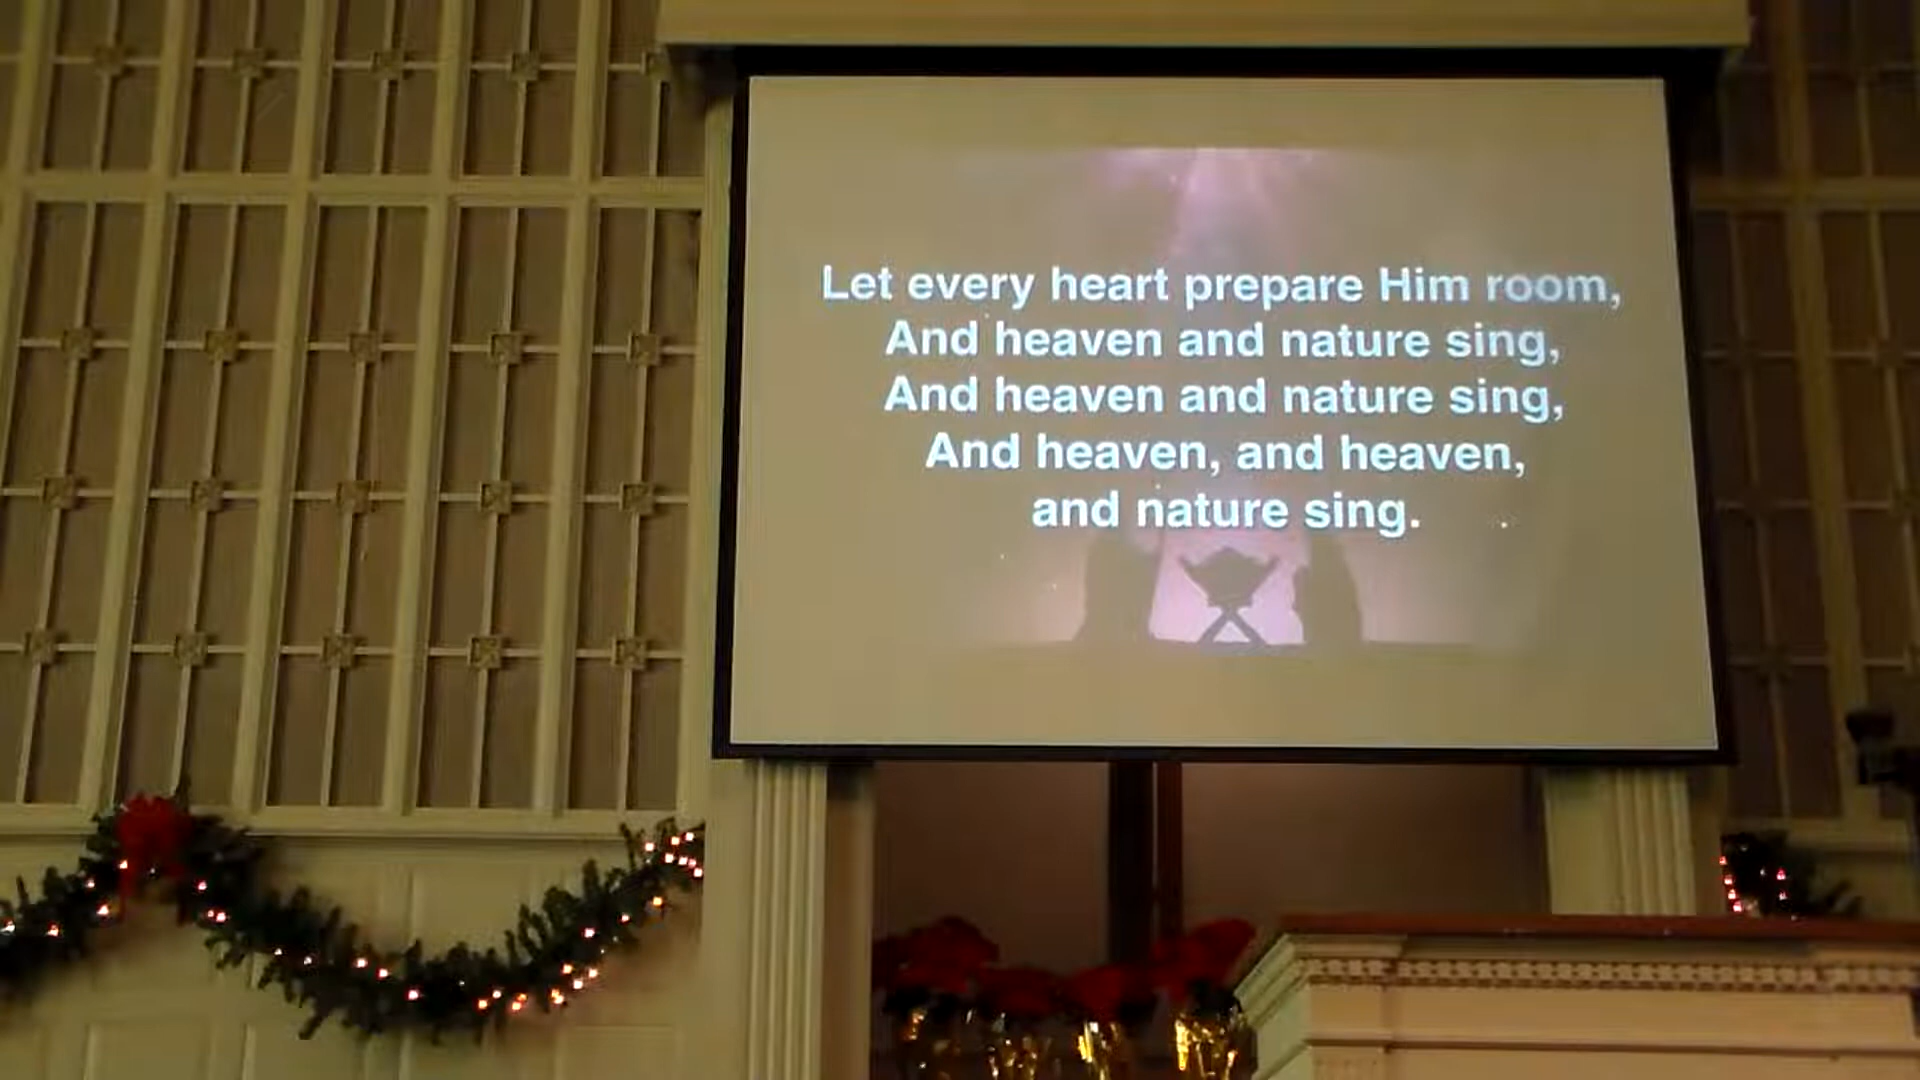 Let every heart prepare Him room,
And heaven and nature sing,
And heaven and nature sing,
And heaven, and heaven,
and nature sing.